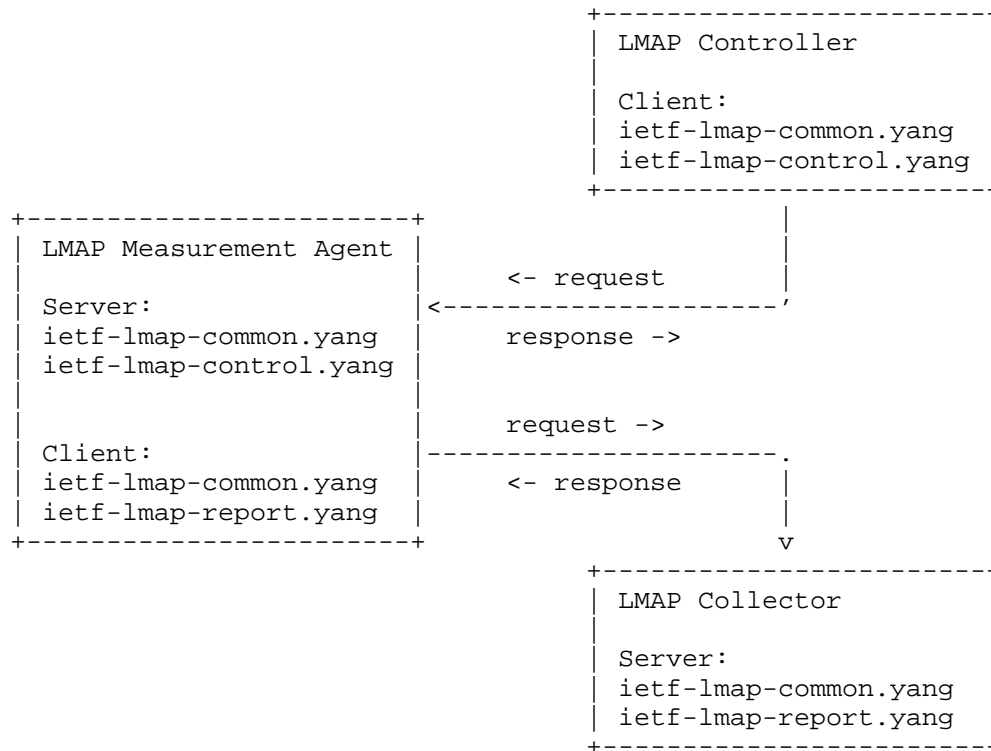 LMAP Controller
Client:
ietf-lmap-common.yang
ietf-lmap-control.yang
LMAP Measurement Agent
<- request
Server:
ietf-lmap-common.yang
response ->
ietf-lmap-control.yang
request ->
Client:
ietf-lmap-common.yang
<- response
ietf-lmap-report.yang
v
LMAP Collector
Server:
ietf-lmap-common.yang
ietf-lmap-report.yang